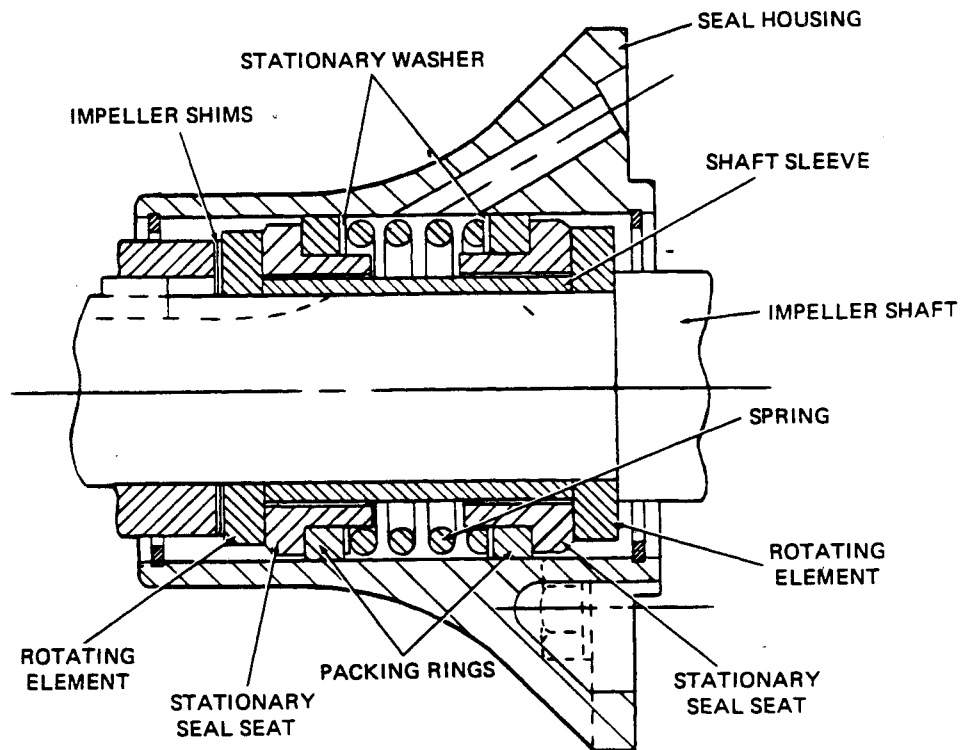 SEAL HOUSING
STATIONARY WASHER
IMPELLER SHIMS
SHAFT SLEEVE
IMPELLER SHAFT
SPRING
ROTATING
ELEMENT
ROTATING
ELEMENT
PACKING RINGS
STATIONARY
SEAL SEAT
STATIONARY
SEAL SEAT